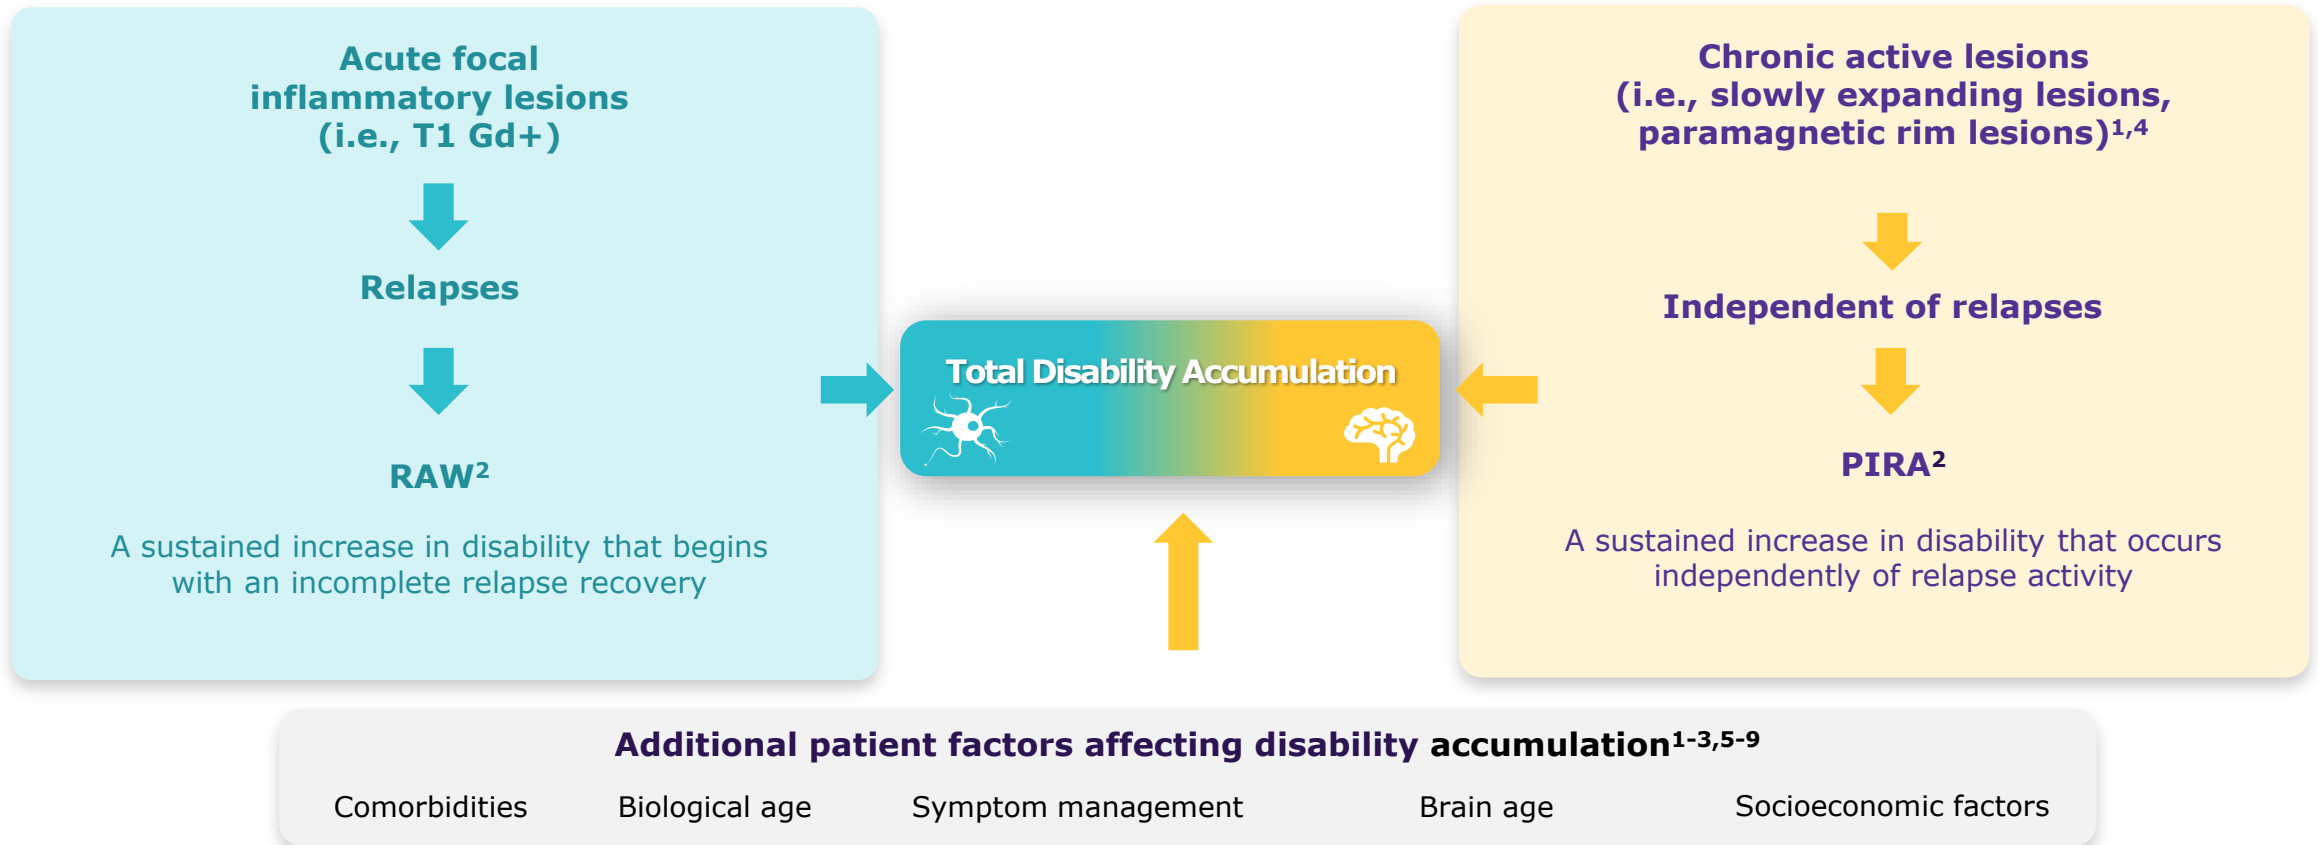 Acute focal
inflammatory lesions
(i.e., T1 Gd+)
Relapses
RAW²
A sustained increase in disability that begins
with an incomplete relapse recovery
Total Disability Accumulation
Chronic active lesions
(i.e., slowly expanding lesions,
paramagnetic rim lesions)¹,⁴
Independent of relapses
PIRA²
A sustained increase in disability that occurs
independently of relapse activity
Additional patient factors affecting disability accumulation¹⁻³,⁵⁻⁹
Comorbidities Biological age Symptom management Brain age Socioeconomic factors